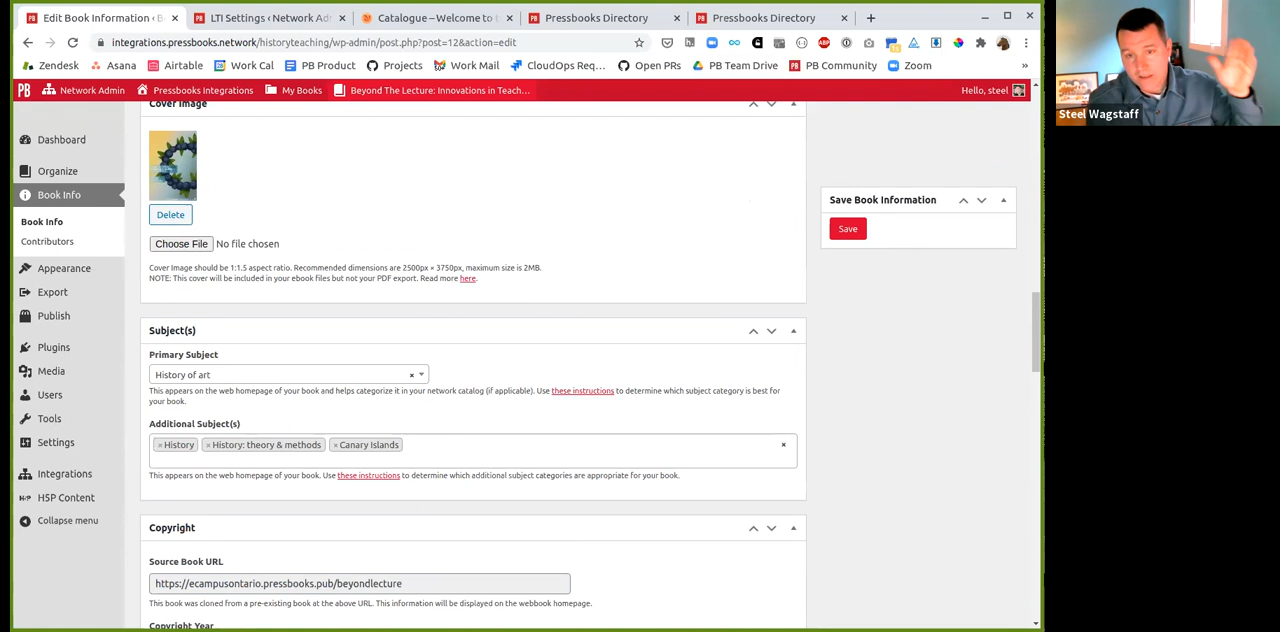 Edit Book Information ‹ B
LTI Settings ‹ Network Ad
Catalogue – Welcome to t
Pressbooks Directory
Pressbooks Directory
integrations.pressbooks.network/historyteaching/wp-admin/post.php?post=12&action=edit
Zendesk
Asana
Airtable
Work Cal
PB Product
Projects
Work Mail
CloudOps Req…
Open PRs
PB Team Drive
PB Community
Zoom
»
PB
Network Admin
Pressbooks Integrations
My Books
Beyond The Lecture: Innovations in Teach…
Hello, steel
Steel Wagstaff
Dashboard
Organize
Book Info
Book Info
Contributors
Appearance
Export
Publish
Plugins
Media
Users
Tools
Settings
Integrations
H5P Content
Collapse menu
Cover Image
Delete
Choose File No file chosen
Cover Image should be 1:1.5 aspect ratio. Recommended dimensions are 2500px × 3750px, maximum size is 2MB.
NOTE: This cover will be included in your ebook files but not your PDF export. Read more here.
Subject(s)
Primary Subject
History of art
This appears on the web homepage of your book and helps categorize it in your network catalog (if applicable). Use these instructions to determine which subject category is best for
your book.
Additional Subject(s)
× History × History: theory & methods × Canary Islands
This appears on the web homepage of your book. Use these instructions to determine which additional subject categories are appropriate for your book.
Copyright
Source Book URL
https://ecampusontario.pressbooks.pub/beyondlecture
This book was cloned from a pre-existing book at the above URL. This information will be displayed on the webbook homepage.
Copyright Year
Save Book Information
Save